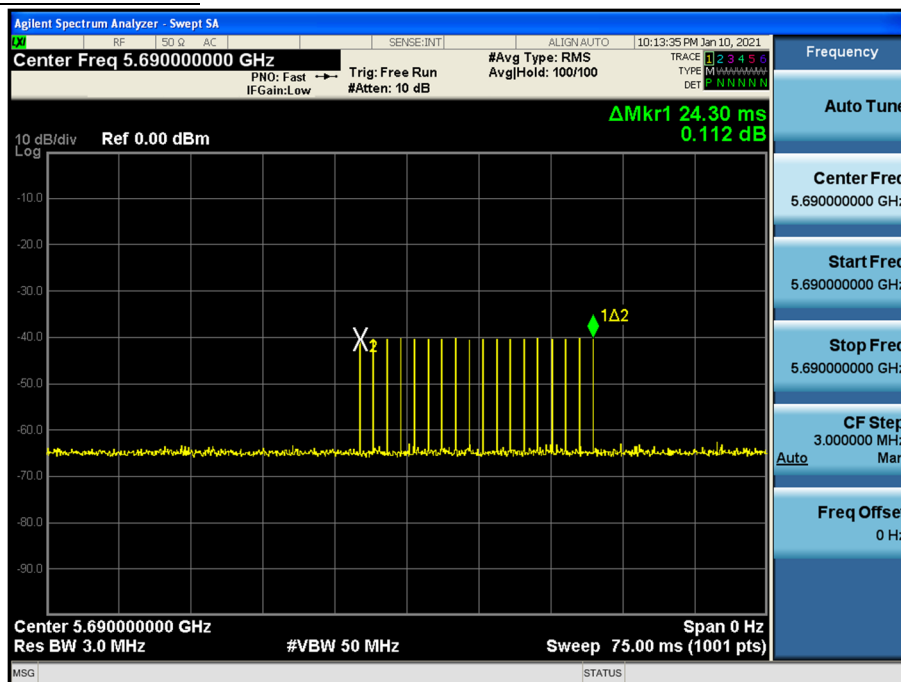 Agilent Spectrum Analyzer - Swept SA
LXI RF 50 Ω AC SENSE:INT ALIGN AUTO 10:13:35 PM Jan 10, 2021
Center Freq 5.690000000 GHz
#Avg Type: RMS
TRACE 1 2 3 4 5 6
PNO: Fast
Trig: Free Run
Avg|Hold: 100/100
TYPE M
IFGain:Low
#Atten: 10 dB
DET P N N N N N
ΔMkr1 24.30 ms
0.112 dB
10 dB/div Ref 0.00 dBm
Log
-10.0
-20.0
-30.0
-40.0
-50.0
-60.0
-70.0
-80.0
-90.0
X2
1Δ2
Center 5.690000000 GHz
Span 0 Hz
Res BW 3.0 MHz
#VBW 50 MHz
Sweep 75.00 ms (1001 pts)
MSG
STATUS
Frequency
Auto Tune
Center Freq
5.690000000 GHz
Start Freq
5.690000000 GHz
Stop Freq
5.690000000 GHz
CF Step
3.000000 MHz
Auto Man
Freq Offset
0 Hz